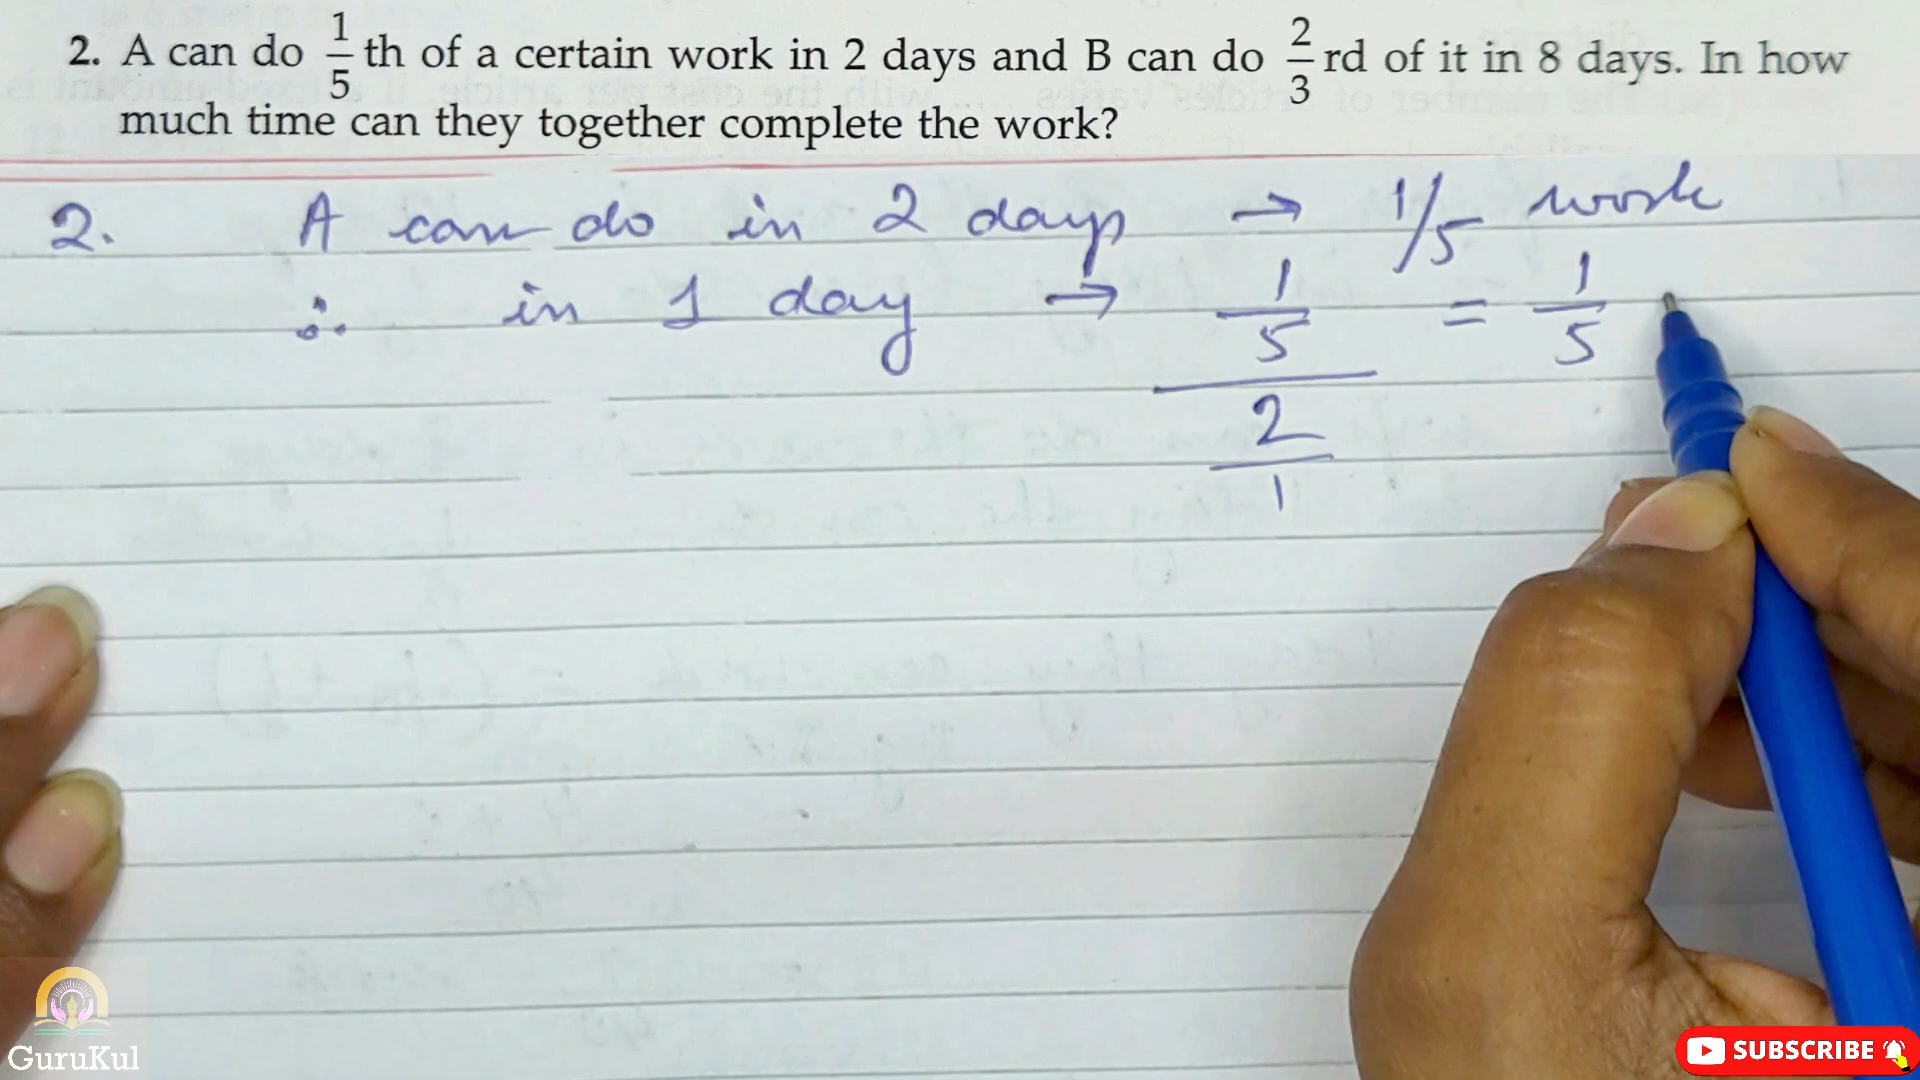 2. A can do 1/5 th of a certain work in 2 days and B can do 2/3 rd of it in 8 days. In how
much time can they together complete the work?
2. A can do in 2 days → 1/5 work
∴ in 1 day → 1/5 / 2/1 = 1/5
GuruKul
SUBSCRIBE